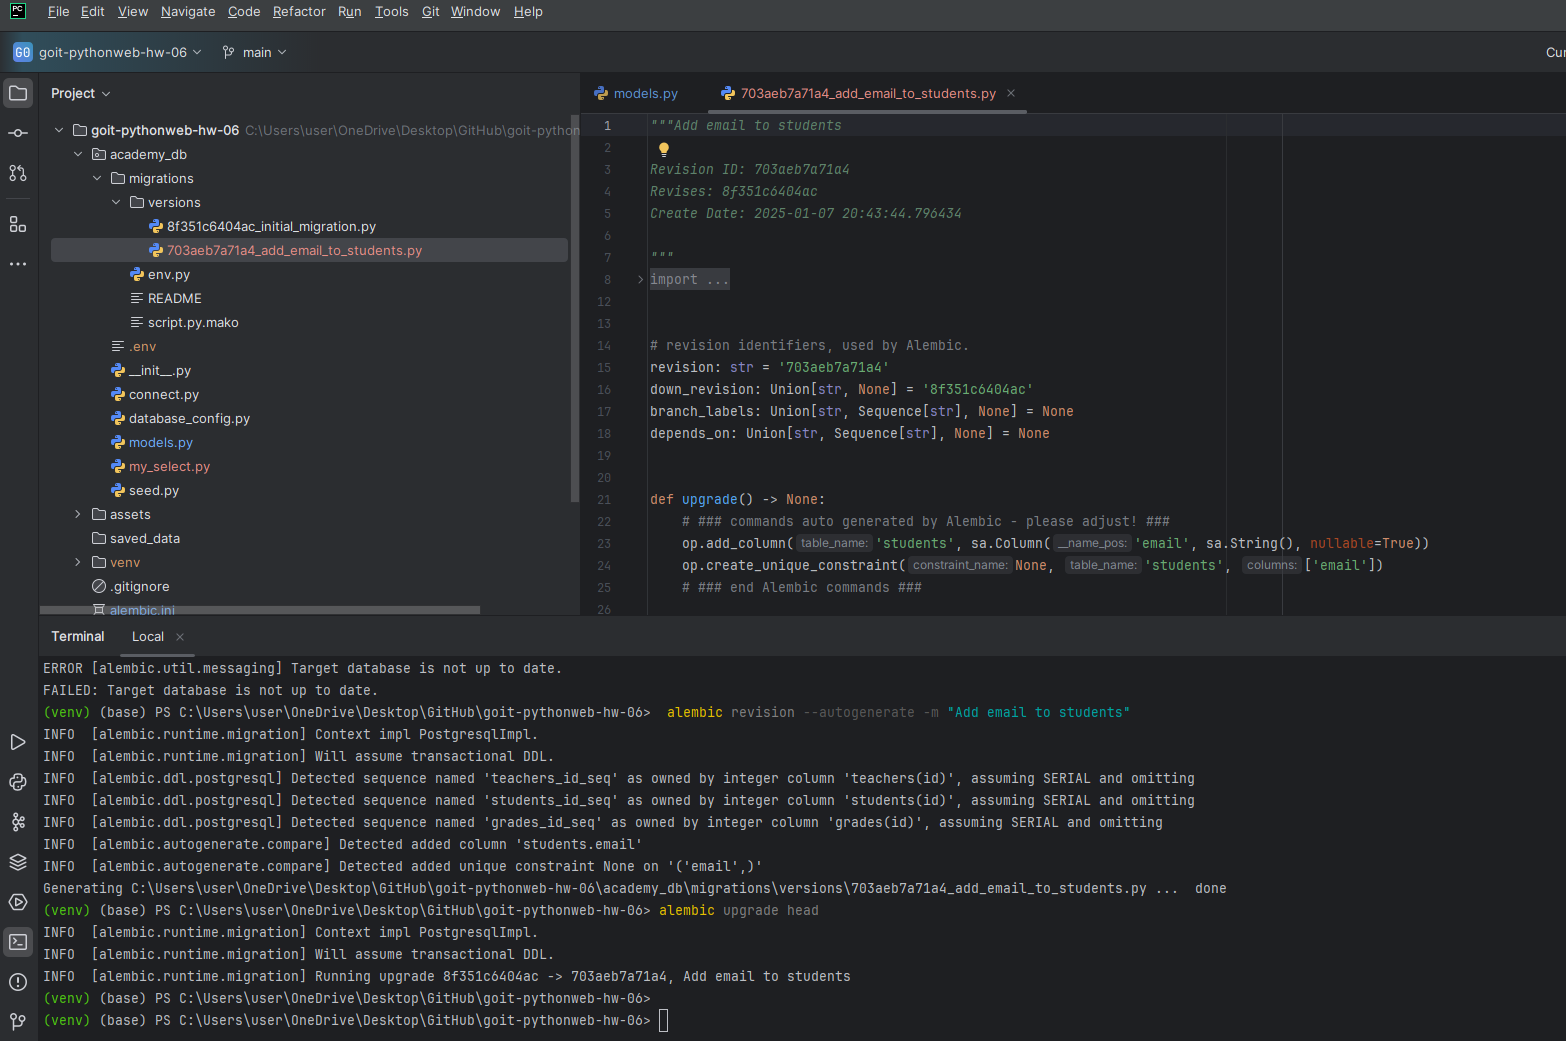 PC
File Edit View Navigate Code Refactor Run Tools Git Window Help
GO goit-pythonweb-hw-06 main
Project
goit-pythonweb-hw-06 C:\Users\user\OneDrive\Desktop\GitHub\goit-python
academy_db
migrations
versions
8f351c6404ac_initial_migration.py
703aeb7a71a4_add_email_to_students.py
env.py
README
script.py.mako
.env
__init__.py
connect.py
database_config.py
models.py
my_select.py
seed.py
assets
saved_data
venv
.gitignore
alembic.ini
models.py 703aeb7a71a4_add_email_to_students.py
1 """Add email to students
2
3 Revision ID: 703aeb7a71a4
4 Revises: 8f351c6404ac
5 Create Date: 2025-01-07 20:43:44.796434
6
7 """
8 import ...
12
13
14 # revision identifiers, used by Alembic.
15 revision: str = '703aeb7a71a4'
16 down_revision: Union[str, None] = '8f351c6404ac'
17 branch_labels: Union[str, Sequence[str], None] = None
18 depends_on: Union[str, Sequence[str], None] = None
19
20
21 def upgrade() -> None:
22 # ### commands auto generated by Alembic - please adjust! ###
23 op.add_column( table_name: 'students', sa.Column( __name_pos: 'email', sa.String(), nullable=True))
24 op.create_unique_constraint( constraint_name: None, table_name: 'students', columns: ['email'])
25 # ### end Alembic commands ###
26
Terminal Local
ERROR [alembic.util.messaging] Target database is not up to date.
FAILED: Target database is not up to date.
(venv) (base) PS C:\Users\user\OneDrive\Desktop\GitHub\goit-pythonweb-hw-06> alembic revision --autogenerate -m "Add email to students"
INFO [alembic.runtime.migration] Context impl PostgresqlImpl.
INFO [alembic.runtime.migration] Will assume transactional DDL.
INFO [alembic.ddl.postgresql] Detected sequence named 'teachers_id_seq' as owned by integer column 'teachers(id)', assuming SERIAL and omitting
INFO [alembic.ddl.postgresql] Detected sequence named 'students_id_seq' as owned by integer column 'students(id)', assuming SERIAL and omitting
INFO [alembic.ddl.postgresql] Detected sequence named 'grades_id_seq' as owned by integer column 'grades(id)', assuming SERIAL and omitting
INFO [alembic.autogenerate.compare] Detected added column 'students.email'
INFO [alembic.autogenerate.compare] Detected added unique constraint None on '('email',)'
Generating C:\Users\user\OneDrive\Desktop\GitHub\goit-pythonweb-hw-06\academy_db\migrations\versions\703aeb7a71a4_add_email_to_students.py ... done
(venv) (base) PS C:\Users\user\OneDrive\Desktop\GitHub\goit-pythonweb-hw-06> alembic upgrade head
INFO [alembic.runtime.migration] Context impl PostgresqlImpl.
INFO [alembic.runtime.migration] Will assume transactional DDL.
INFO [alembic.runtime.migration] Running upgrade 8f351c6404ac -> 703aeb7a71a4, Add email to students
(venv) (base) PS C:\Users\user\OneDrive\Desktop\GitHub\goit-pythonweb-hw-06>
(venv) (base) PS C:\Users\user\OneDrive\Desktop\GitHub\goit-pythonweb-hw-06>